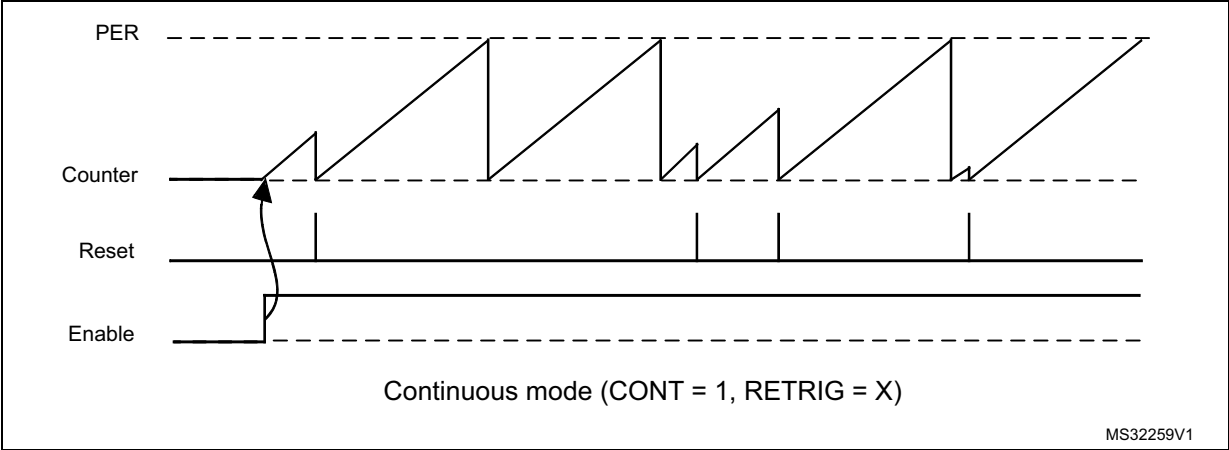 PER
Counter
Reset
Enable
Continuous mode (CONT = 1, RETRIG = X)
MS32259V1